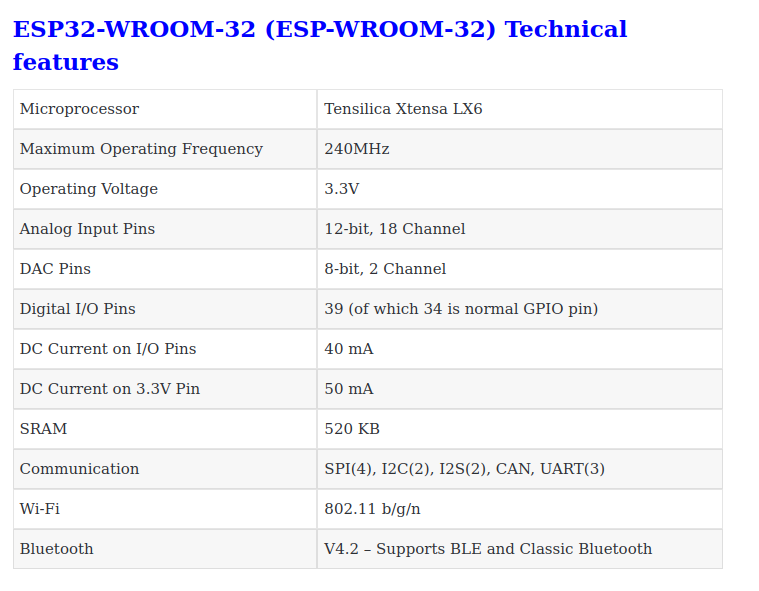 ESP32-WROOM-32 (ESP-WROOM-32) Technical
features
Microprocessor Tensilica Xtensa LX6
Maximum Operating Frequency 240MHz
Operating Voltage 3.3V
Analog Input Pins 12-bit, 18 Channel
DAC Pins 8-bit, 2 Channel
Digital I/O Pins 39 (of which 34 is normal GPIO pin)
DC Current on I/O Pins 40 mA
DC Current on 3.3V Pin 50 mA
SRAM 520 KB
Communication SPI(4), I2C(2), I2S(2), CAN, UART(3)
Wi-Fi 802.11 b/g/n
Bluetooth V4.2 – Supports BLE and Classic Bluetooth